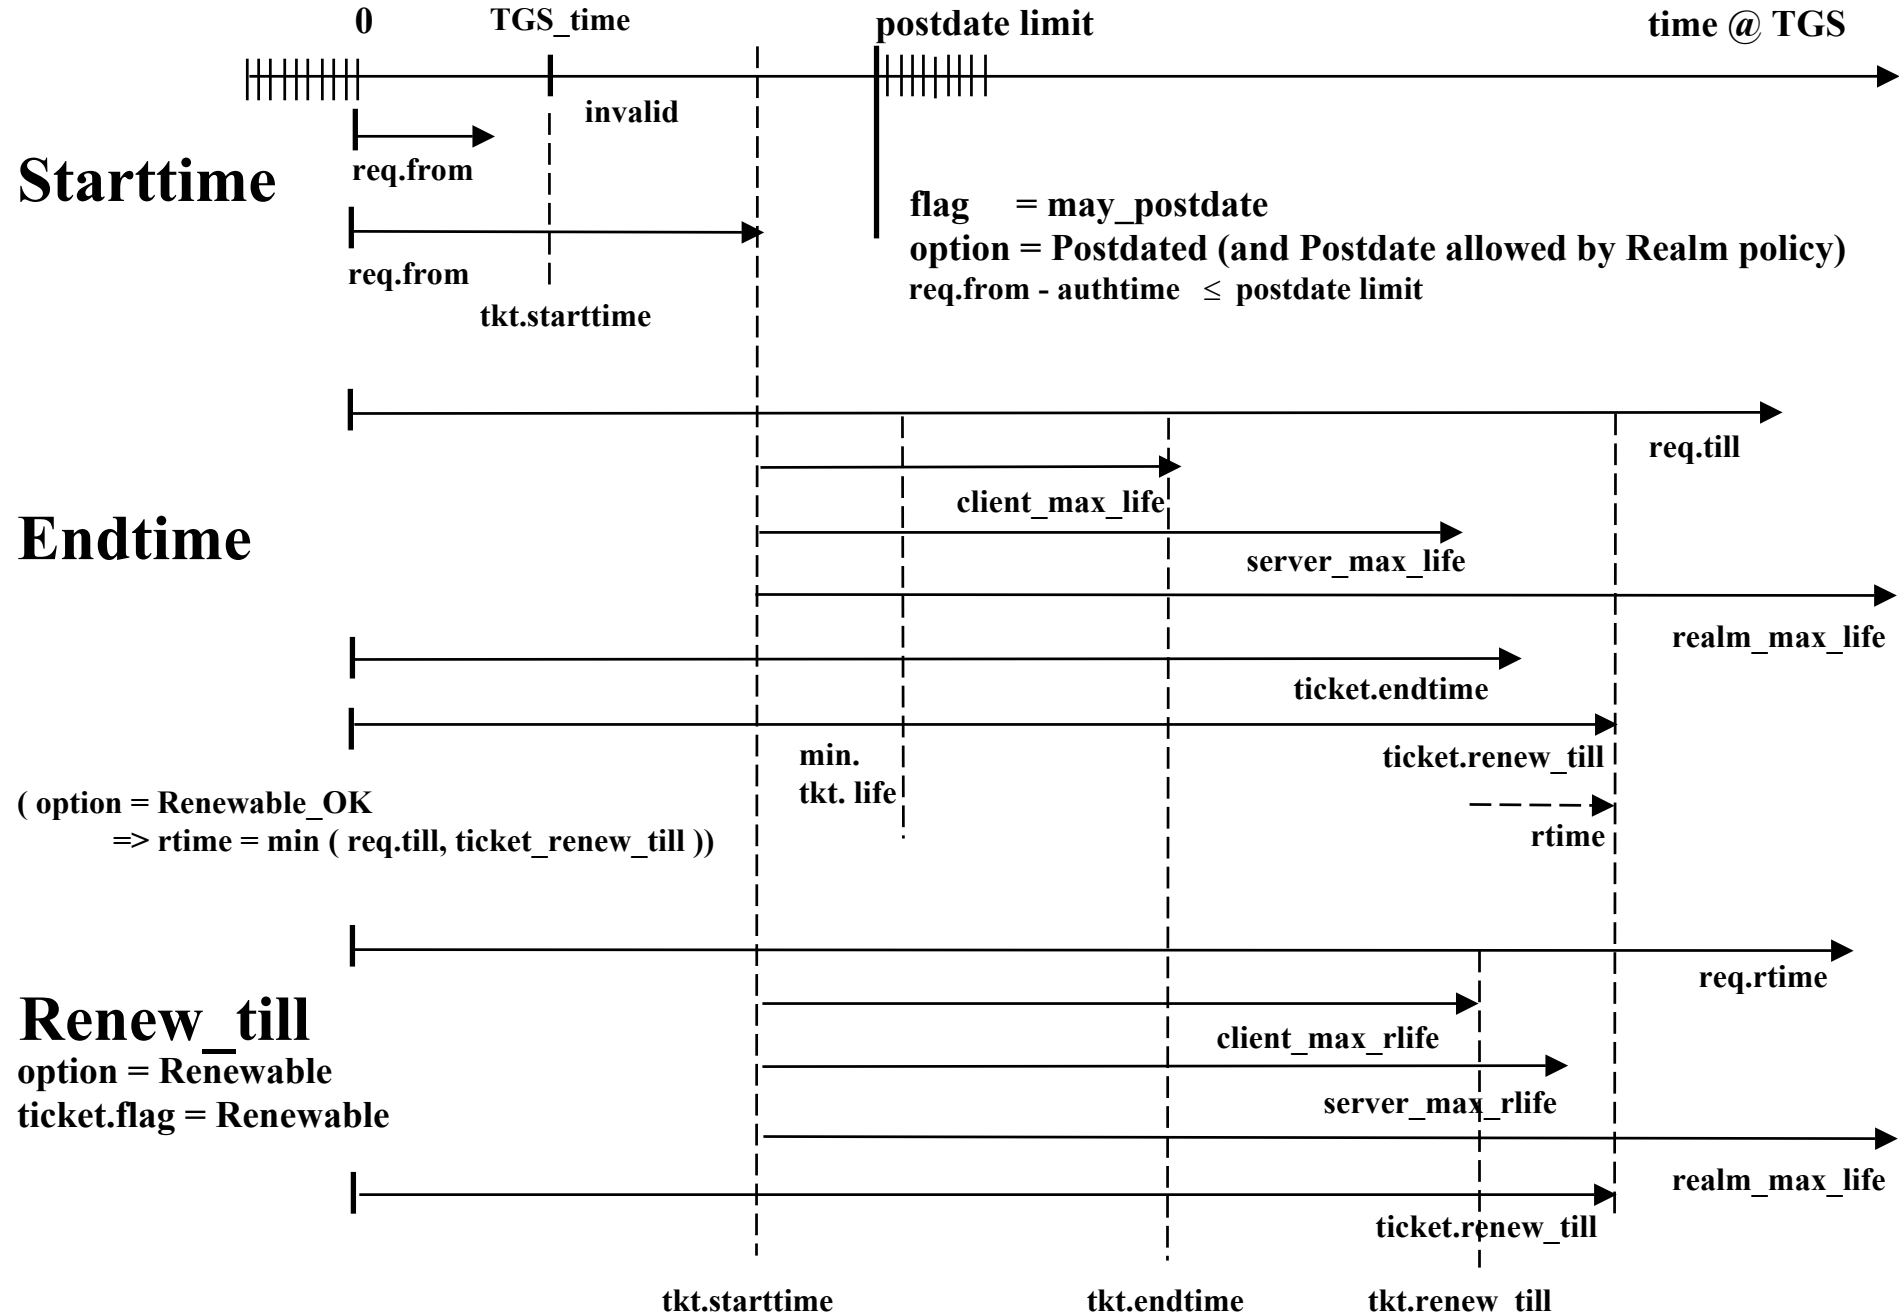 0 TGS_time postdate limit time @ TGS
invalid
req.from
Starttime
flag = may_postdate
option = Postdated (and Postdate allowed by Realm policy)
req.from
req.from - authtime ≤ postdate limit
tkt.starttime
req.till
client_max_life
Endtime
server_max_life
realm_max_life
ticket.endtime
min.
tkt. life
ticket.renew_till
( option = Renewable_OK
=> rtime = min ( req.till, ticket_renew_till ))
rtime
req.rtime
Renew_till
client_max_rlife
option = Renewable
server_max_rlife
ticket.flag = Renewable
realm_max_life
ticket.renew_till
tkt.starttime tkt.endtime tkt.renew_till